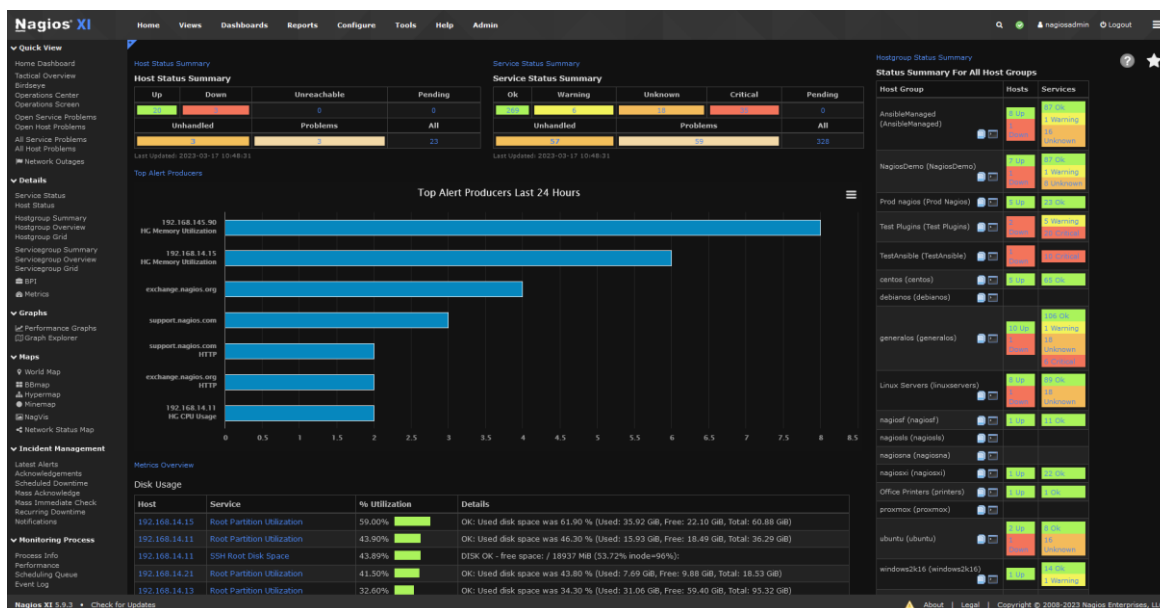 Nagios XI
Home Views Dashboards Reports Configure Tools Help Admin
nagiosadmin Logout
Quick View
Home Dashboard
Tactical Overview
Birdseye
Operations Center
Operations Screen
Open Service Problems
Open Host Problems
All Service Problems
All Host Problems
Network Outages
Details
Service Status
Host Status
Hostgroup Summary
Hostgroup Overview
Hostgroup Grid
Servicegroup Summary
Servicegroup Overview
Servicegroup Grid
BPI
Metrics
Graphs
Performance Graphs
Graph Explorer
Maps
World Map
BBmap
Hypermap
Minemap
NagVis
Network Status Map
Incident Management
Latest Alerts
Acknowledgements
Scheduled Downtime
Mass Acknowledge
Mass Immediate Check
Recurring Downtime
Notifications
Monitoring Process
Process Info
Performance
Scheduling Queue
Event Log
Host Status Summary
Host Status Summary
Up Down Unreachable Pending
20 0 0
Unhandled Problems All
3 3 23
Last Updated: 2023-03-17 10:48:31
Service Status Summary
Service Status Summary
Ok Warning Unknown Critical Pending
269 6 18 0
Unhandled Problems All
57 59 328
Last Updated: 2023-03-17 10:48:31
Top Alert Producers
Top Alert Producers Last 24 Hours
192.168.145.90
HG Memory Utilization
192.168.14.15
HG Memory Utilization
exchange.nagios.org
support.nagios.com
support.nagios.com
HTTP
exchange.nagios.org
HTTP
192.168.14.11
HG CPU Usage
0 0.5 1 1.5 2 2.5 3 3.5 4 4.5 5 5.5 6 6.5 7 7.5 8 8.5
Metrics Overview
Disk Usage
Host Service % Utilization Details
192.168.14.15 Root Partition Utilization 59.00% OK: Used disk space was 61.90 % (Used: 35.92 GiB, Free: 22.10 GiB, Total: 60.88 GiB)
192.168.14.11 Root Partition Utilization 43.90% OK: Used disk space was 46.30 % (Used: 15.93 GiB, Free: 18.49 GiB, Total: 36.29 GiB)
192.168.14.11 SSH Root Disk Space 43.89% DISK OK - free space: / 18937 MiB (53.72% inode=96%):
192.168.14.21 Root Partition Utilization 41.50% OK: Used disk space was 43.80 % (Used: 7.69 GiB, Free: 9.88 GiB, Total: 18.53 GiB)
192.168.14.13 Root Partition Utilization 32.60% OK: Used disk space was 34.30 % (Used: 31.06 GiB, Free: 59.40 GiB, Total: 95.32 GiB)
Hostgroup Status Summary
Status Summary For All Host Groups
Host Group Hosts Services
AnsibleManaged (AnsibleManaged) 8 Up Down 87 Ok 1 Warning 16 Unknown
NagiosDemo (NagiosDemo) 7 Up Down 87 Ok 1 Warning 8 Unknown
Prod nagios (Prod Nagios) 5 Up 23 Ok
Test Plugins (Test Plugins) Down 5 Warning Critical
TestAnsible (TestAnsible) Down Critical
centos (centos) 5 Up 65 Ok
debianos (debianos)
generalos (generalos) 10 Up Down 106 Ok 1 Warning 18 Unknown Critical
Linux Servers (linuxservers) 8 Up Down 89 Ok 18 Unknown
nagiosf (nagiosf) 1 Up 11 Ok
nagiosls (nagiosls)
nagiosna (nagiosna)
nagiosxi (nagiosxi) 1 Up 22 Ok
Office Printers (printers) 1 Up 1 Ok
proxmox (proxmox)
ubuntu (ubuntu) 2 Up Down 8 Ok 16 Unknown
windows2k16 (windows2k16) 1 Up 14 Ok 1 Warning
Nagios XI 5.9.3 • Check for Updates
About | Legal | Copyright © 2008-2023 Nagios Enterprises, LL